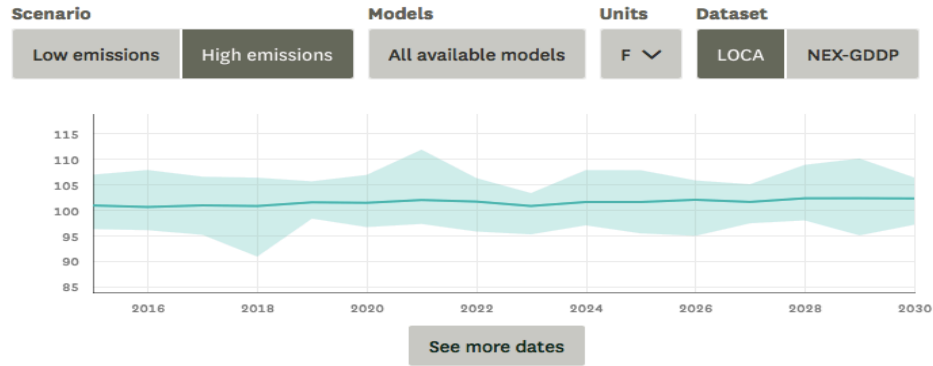 Scenario Models Units Dataset
Low emissions High emissions All available models F LOCA NEX-GDDP
115
110
105
100
95
90
85
2016 2018 2020 2022 2024 2026 2028 2030
See more dates